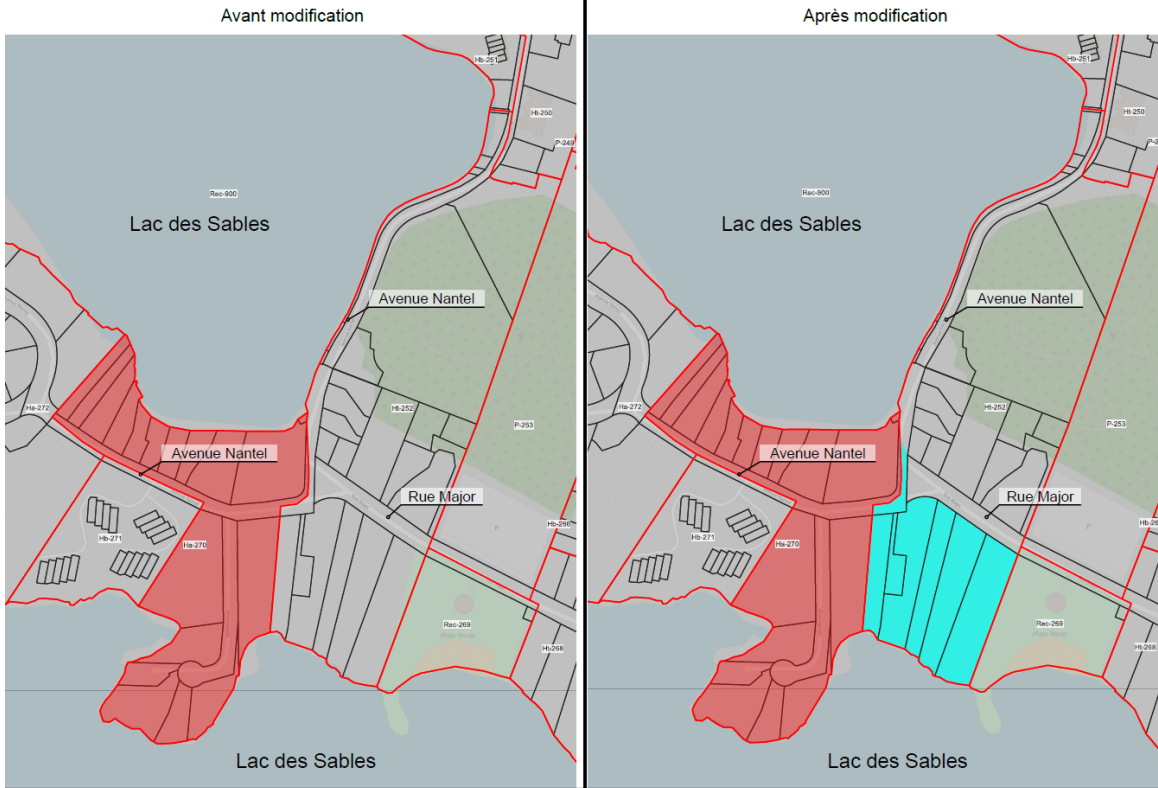 Avant modification
Hb-251
Ht-250
P-249
Rec-900
Lac des Sables
Avenue Nantel
Ha-272
Ht-252
P-253
Avenue Nantel
Rue Major
Hb-266
Hb-271
Ha-270
Rec-269
Ht-268
Lac des Sables
Après modification
Hb-251
Ht-250
Rec-900
Lac des Sables
Avenue Nantel
Ha-272
Ht-252
P-253
Avenue Nantel
Rue Major
Hb-271
Ha-270
Rec-269
Ht-268
Lac des Sables